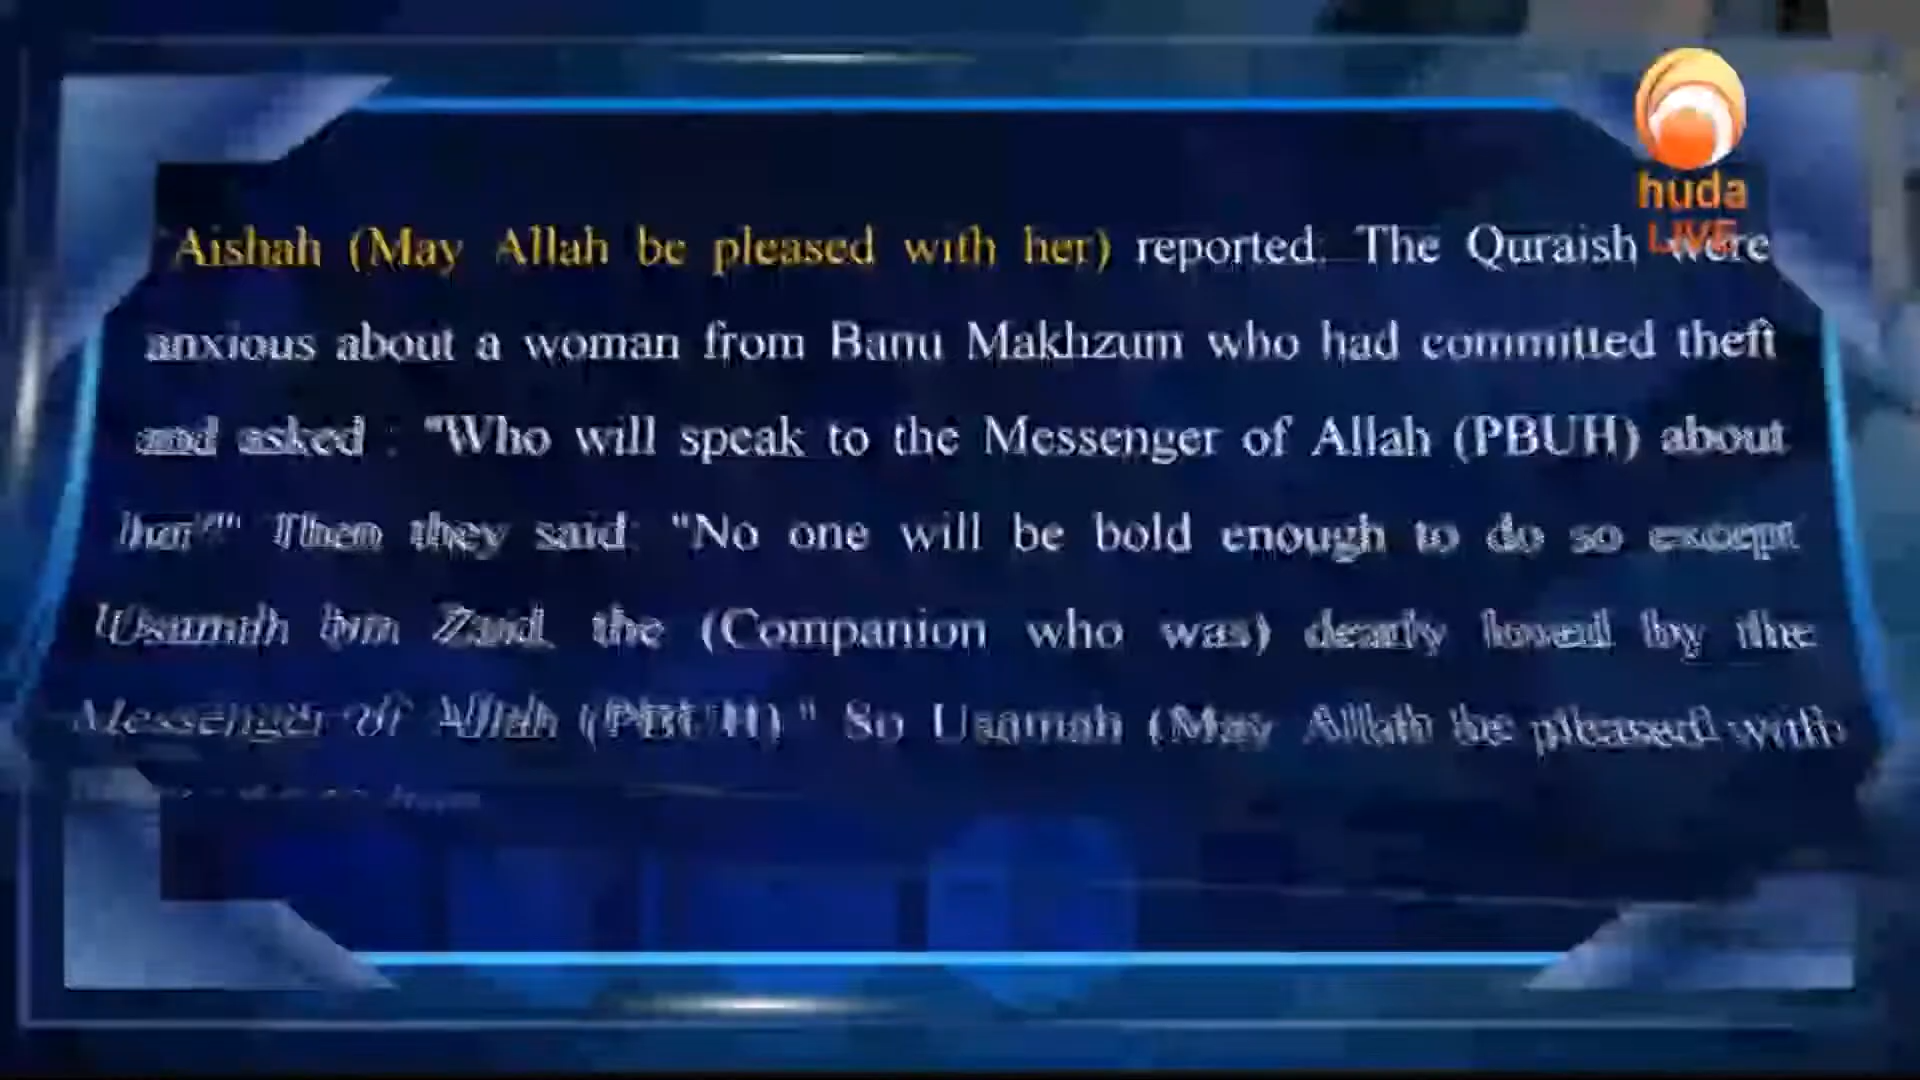 huda
LIVE
'Aishah (May Allah be pleased with her) reported: The Quraish were
anxious about a woman from Banu Makhzum who had committed theft
and asked : "Who will speak to the Messenger of Allah (PBUH) about
her?" Then they said: "No one will be bold enough to do so except
Usamah bin Zaid, the (Companion who was) dearly loved by the
Messenger of Allah (PBUH)." So Usamah (May Allah be pleased with